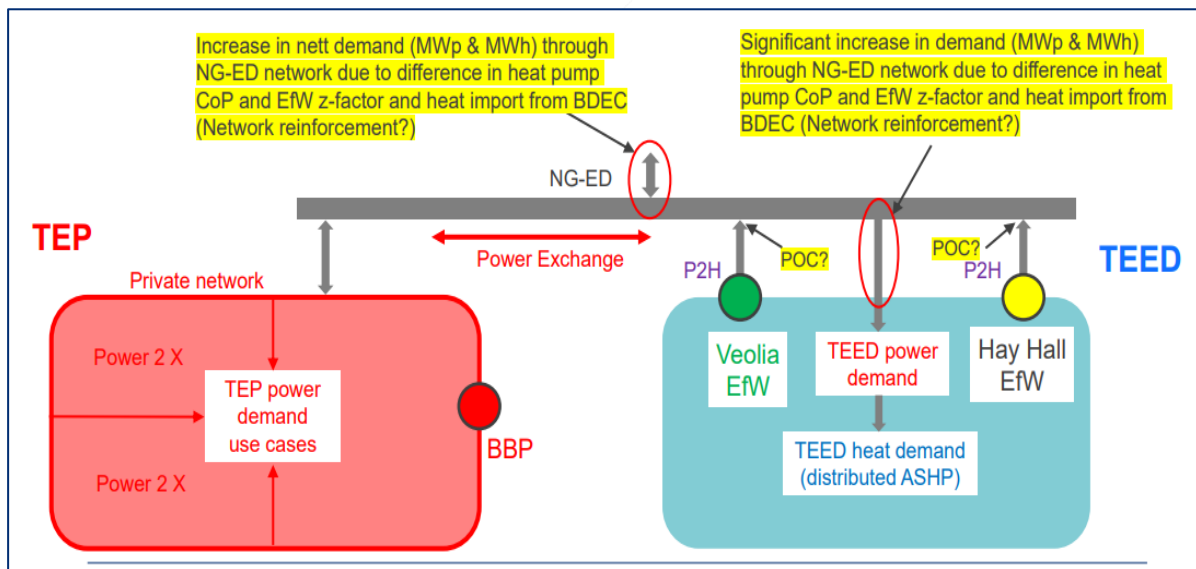 Increase in nett demand (MWp & MWh) through
NG-ED network due to difference in heat pump
CoP and EfW z-factor and heat import from BDEC
(Network reinforcement?)
Significant increase in demand (MWp & MWh)
through NG-ED network due to difference in heat
pump CoP and EfW z-factor and heat import from
BDEC (Network reinforcement?)
NG-ED
TEP
Power Exchange
POC?
POC?
P2H
P2H
TEED
Private network
Power 2 X
TEP power
demand
use cases
Power 2 X
BBP
Veolia
EfW
TEED power
demand
Hay Hall
EfW
TEED heat demand
(distributed ASHP)